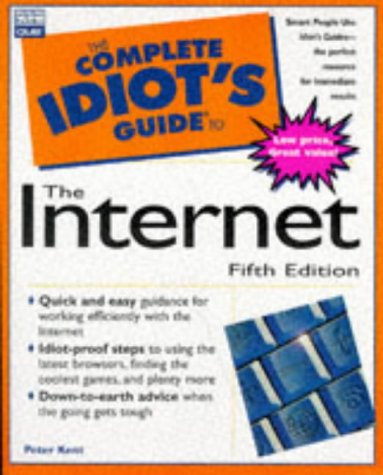 QUE
Smart People Use
Idiot's Guides—
the perfect
resource
for immediate
results
THE
COMPLETE
IDIOT'S
GUIDE TO
Low price,
Great value!
The
Internet
Fifth Edition
Quick and easy guidance for
working efficiently with the
Internet
Idiot-proof steps to using the
latest browsers, finding the
coolest games, and plenty more
Down-to-earth advice when
the going gets tough
Peter Kent